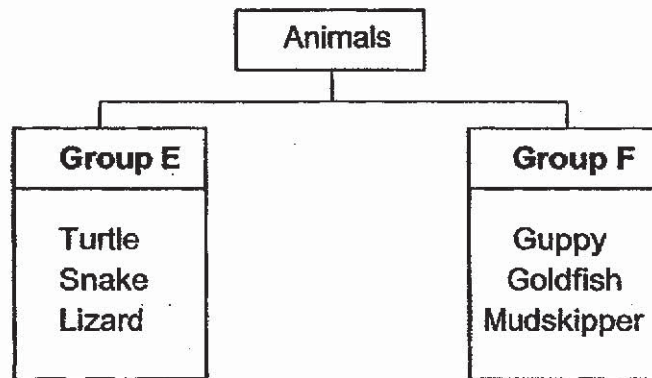 Animals
Group E
Group F
Turtle
Snake
Lizard
Guppy
Goldfish
Mudskipper